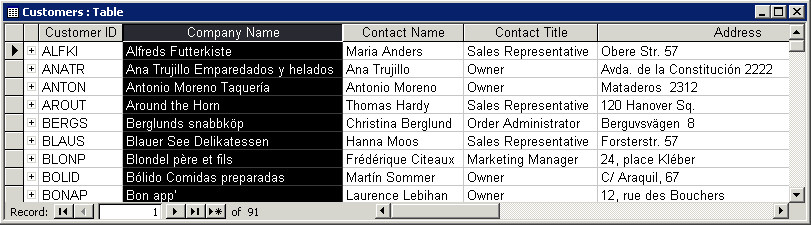 Customers : Table
Customer ID Company Name Contact Name Contact Title Address
+ ALFKI Alfreds Futterkiste Maria Anders Sales Representative Obere Str. 57
+ ANATR Ana Trujillo Emparedados y helados Ana Trujillo Owner Avda. de la Constitución 2222
+ ANTON Antonio Moreno Taquería Antonio Moreno Owner Mataderos 2312
+ AROUT Around the Horn Thomas Hardy Sales Representative 120 Hanover Sq.
+ BERGS Berglunds snabbköp Christina Berglund Order Administrator Berguvsvägen 8
+ BLAUS Blauer See Delikatessen Hanna Moos Sales Representative Forsterstr. 57
+ BLONP Blondel père et fils Frédérique Citeaux Marketing Manager 24, place Kléber
+ BOLID Bólido Comidas preparadas Martín Sommer Owner C/ Araquil, 67
+ BONAP Bon app' Laurence Lebihan Owner 12, rue des Bouchers
Record: 1 of 91